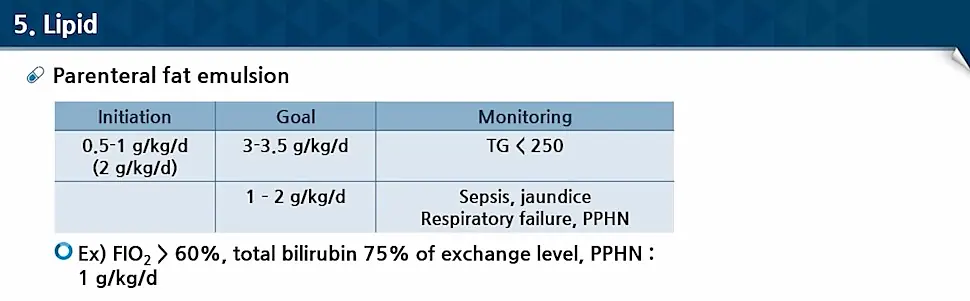 5. Lipid
Parenteral fat emulsion
Initiation Goal Monitoring
0.5-1 g/kg/d 3-3.5 g/kg/d TG < 250
(2 g/kg/d)
1 - 2 g/kg/d Sepsis, jaundice
Respiratory failure, PPHN
Ex) FIO₂ > 60%, total bilirubin 75% of exchange level, PPHN :
1 g/kg/d